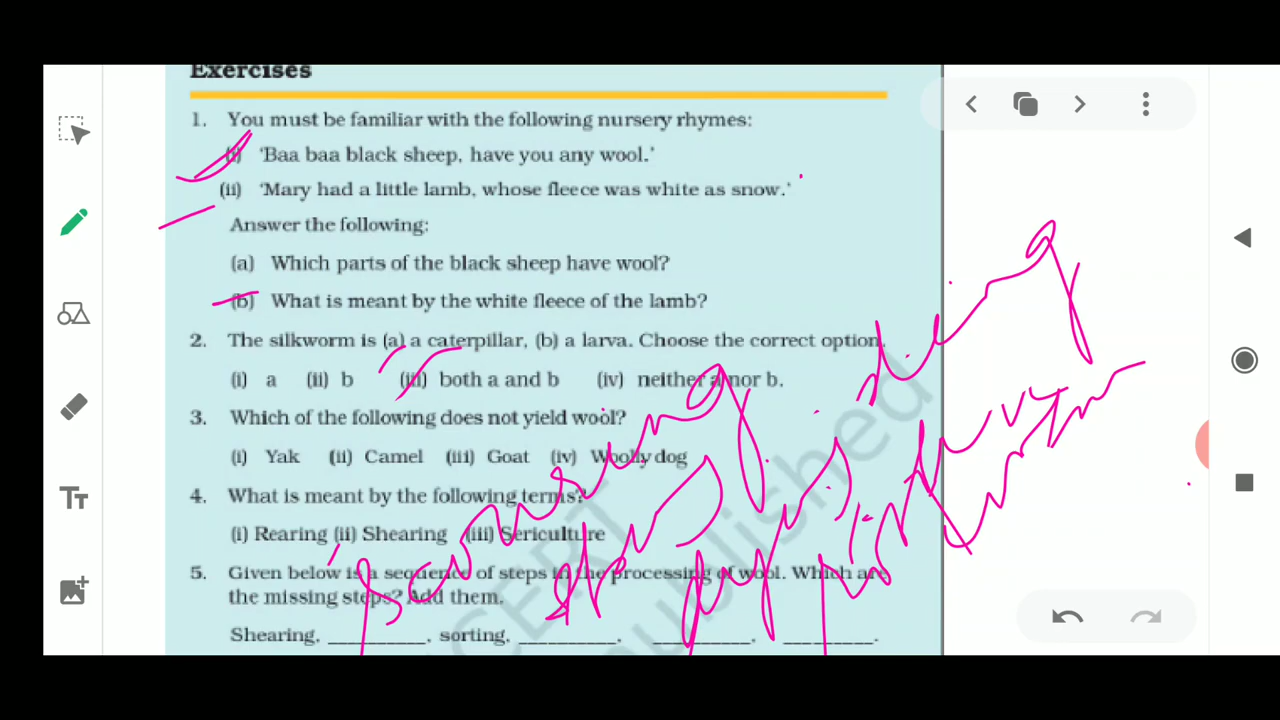 Exercises
1. You must be familiar with the following nursery rhymes:
(i) 'Baa baa black sheep, have you any wool.'
(ii) 'Mary had a little lamb, whose fleece was white as snow.'
Answer the following:
(a) Which parts of the black sheep have wool?
(b) What is meant by the white fleece of the lamb?
2. The silkworm is (a) a caterpillar, (b) a larva. Choose the correct option.
(i) a (ii) b (iii) both a and b (iv) neither a nor b.
3. Which of the following does not yield wool?
(i) Yak (ii) Camel (iii) Goat (iv) Woolly dog
4. What is meant by the following terms?
(i) Rearing (ii) Shearing (iii) Sericulture
5. Given below is a sequence of steps in the processing of wool. Which are
the missing steps? Add them.
Shearing, __________, sorting, __________, __________, __________.